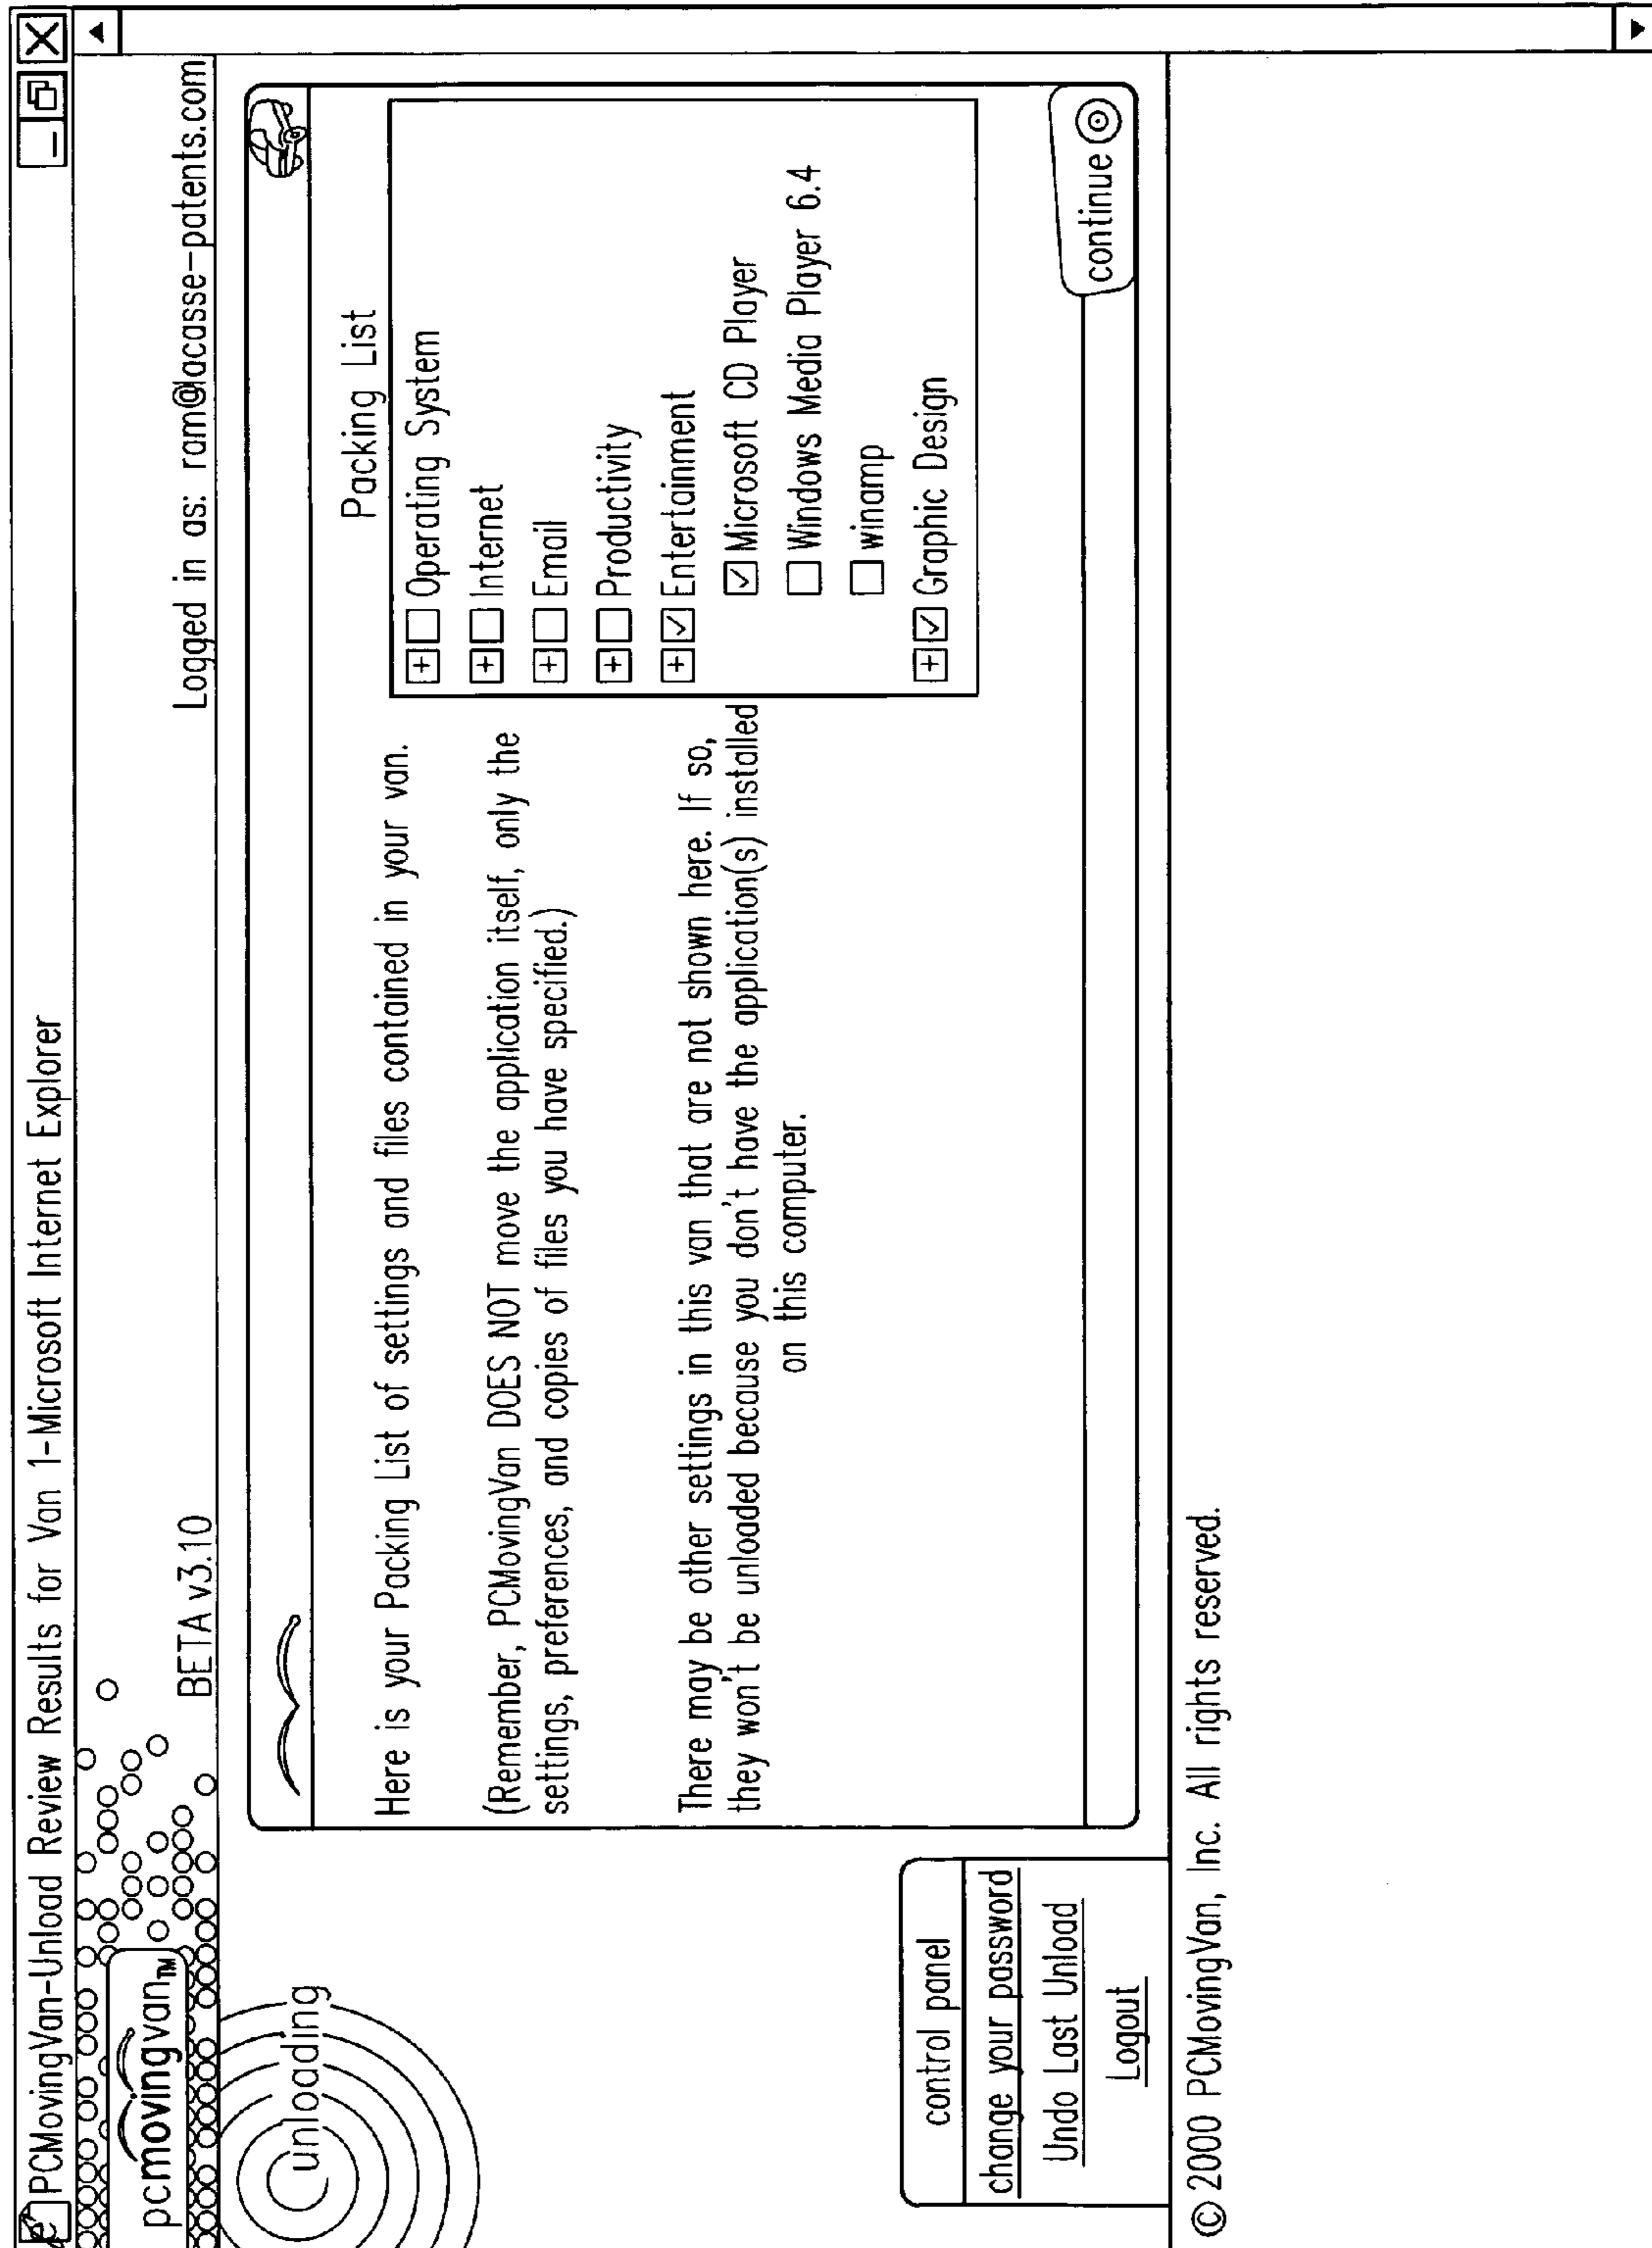 PCMovingVan-Unload Review Results for Van 1-Microsoft Internet Explorer
pcmovingvan™
BETA v3.10
Logged in as: ram@lacasse-patents.com
unloading
Here is your Packing List of settings and files contained in your van.
(Remember, PCMovingVan DOES NOT move the application itself, only the
settings, preferences, and copies of files you have specified.)
There may be other settings in this van that are not shown here. If so,
they won't be unloaded because you don't have the application(s) installed
on this computer.
Packing List
Operating System
Internet
Email
Productivity
Entertainment
Microsoft CD Player
Windows Media Player 6.4
winamp
Graphic Design
continue
control panel
change your password
Undo Last Unload
Logout
©2000 PCMovingVan, Inc. All rights reserved.